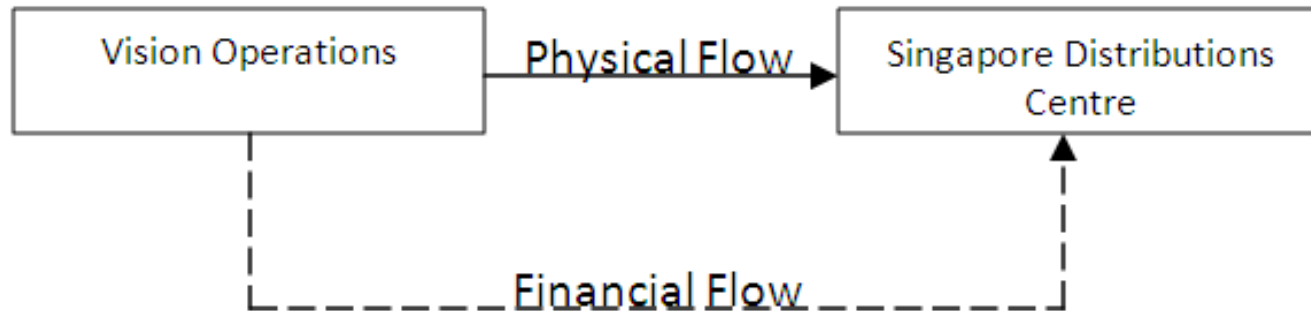 Vision Operations
Physical Flow
Singapore Distributions
Centre
Financial Flow